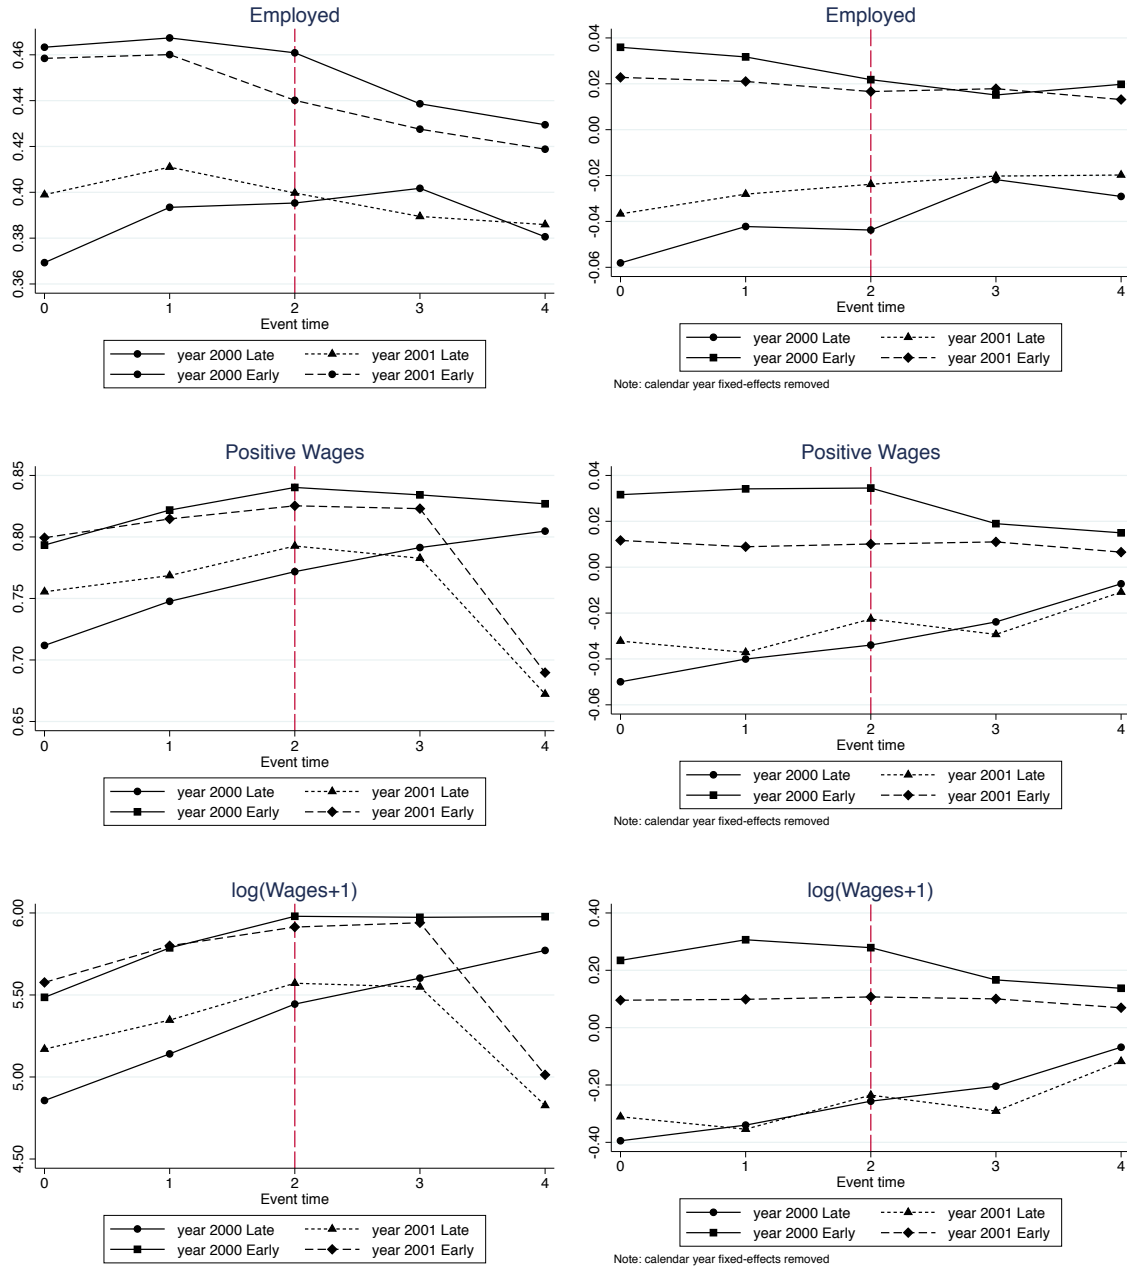 Employed
0.46
0.44
0.42
0.40
0.38
0.36
0 1 2 3 4
Event time
year 2000 Late year 2001 Late
year 2000 Early year 2001 Early
Employed
0.04
0.02
0.00
-0.02
-0.04
-0.06
0 1 2 3 4
Event time
year 2000 Late year 2001 Late
year 2000 Early year 2001 Early
Note: calendar year fixed-effects removed
Positive Wages
0.85
0.80
0.75
0.70
0.65
0 1 2 3 4
Event time
year 2000 Late year 2001 Late
year 2000 Early year 2001 Early
Positive Wages
0.04
0.02
0.00
-0.02
-0.04
-0.06
0 1 2 3 4
Event time
year 2000 Late year 2001 Late
year 2000 Early year 2001 Early
Note: calendar year fixed-effects removed
log(Wages+1)
6.00
5.50
5.00
4.50
0 1 2 3 4
Event time
year 2000 Late year 2001 Late
year 2000 Early year 2001 Early
log(Wages+1)
0.40
0.20
0.00
-0.20
-0.40
0 1 2 3 4
Event time
year 2000 Late year 2001 Late
year 2000 Early year 2001 Early
Note: calendar year fixed-effects removed